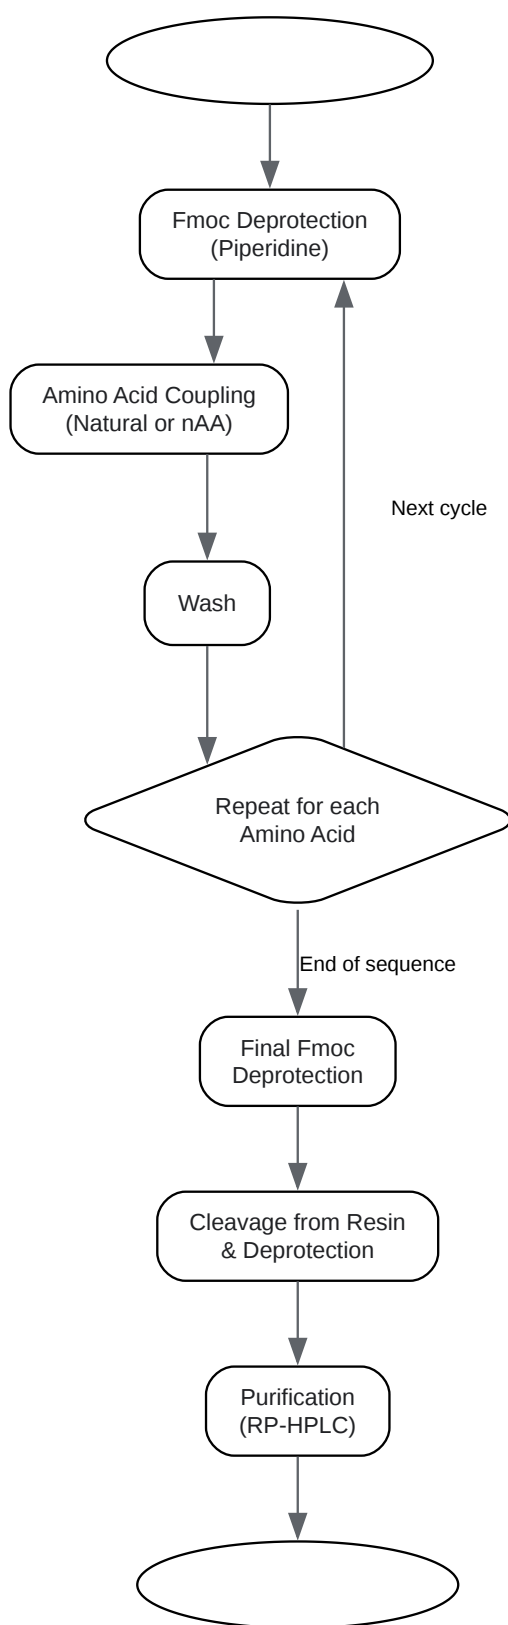 Fmoc Deprotection
(Piperidine)
Amino Acid Coupling
(Natural or nAA)
Next cycle
Wash
Repeat for each
Amino Acid
End of sequence
Final Fmoc
Deprotection
Cleavage from Resin
& Deprotection
Purification
(RP-HPLC)